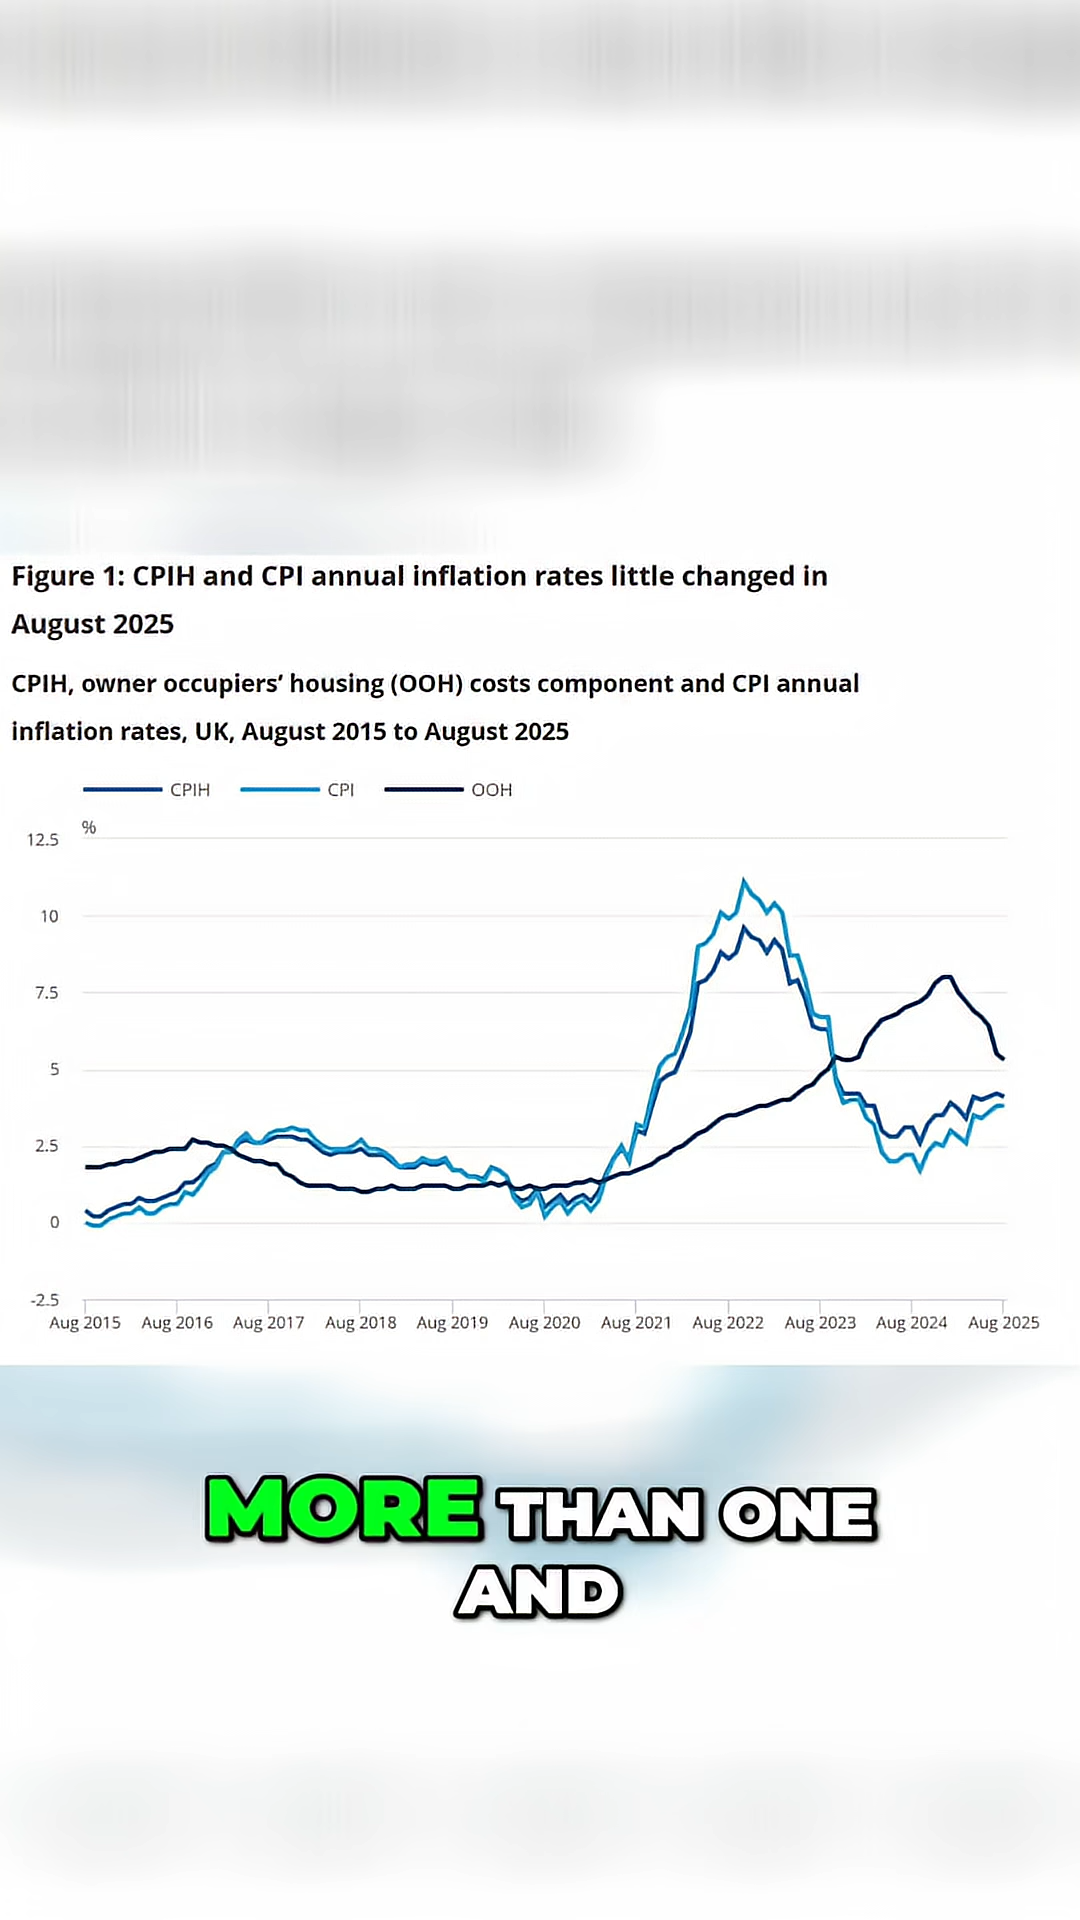 Figure 1: CPIH and CPI annual inflation rates little changed in
August 2025
CPIH, owner occupiers’ housing (OOH) costs component and CPI annual
inflation rates, UK, August 2015 to August 2025
CPIH CPI OOH
%
12.5
10
7.5
5
2.5
0
-2.5
Aug 2015 Aug 2016 Aug 2017 Aug 2018 Aug 2019 Aug 2020 Aug 2021 Aug 2022 Aug 2023 Aug 2024 Aug 2025
MORE THAN ONE
AND